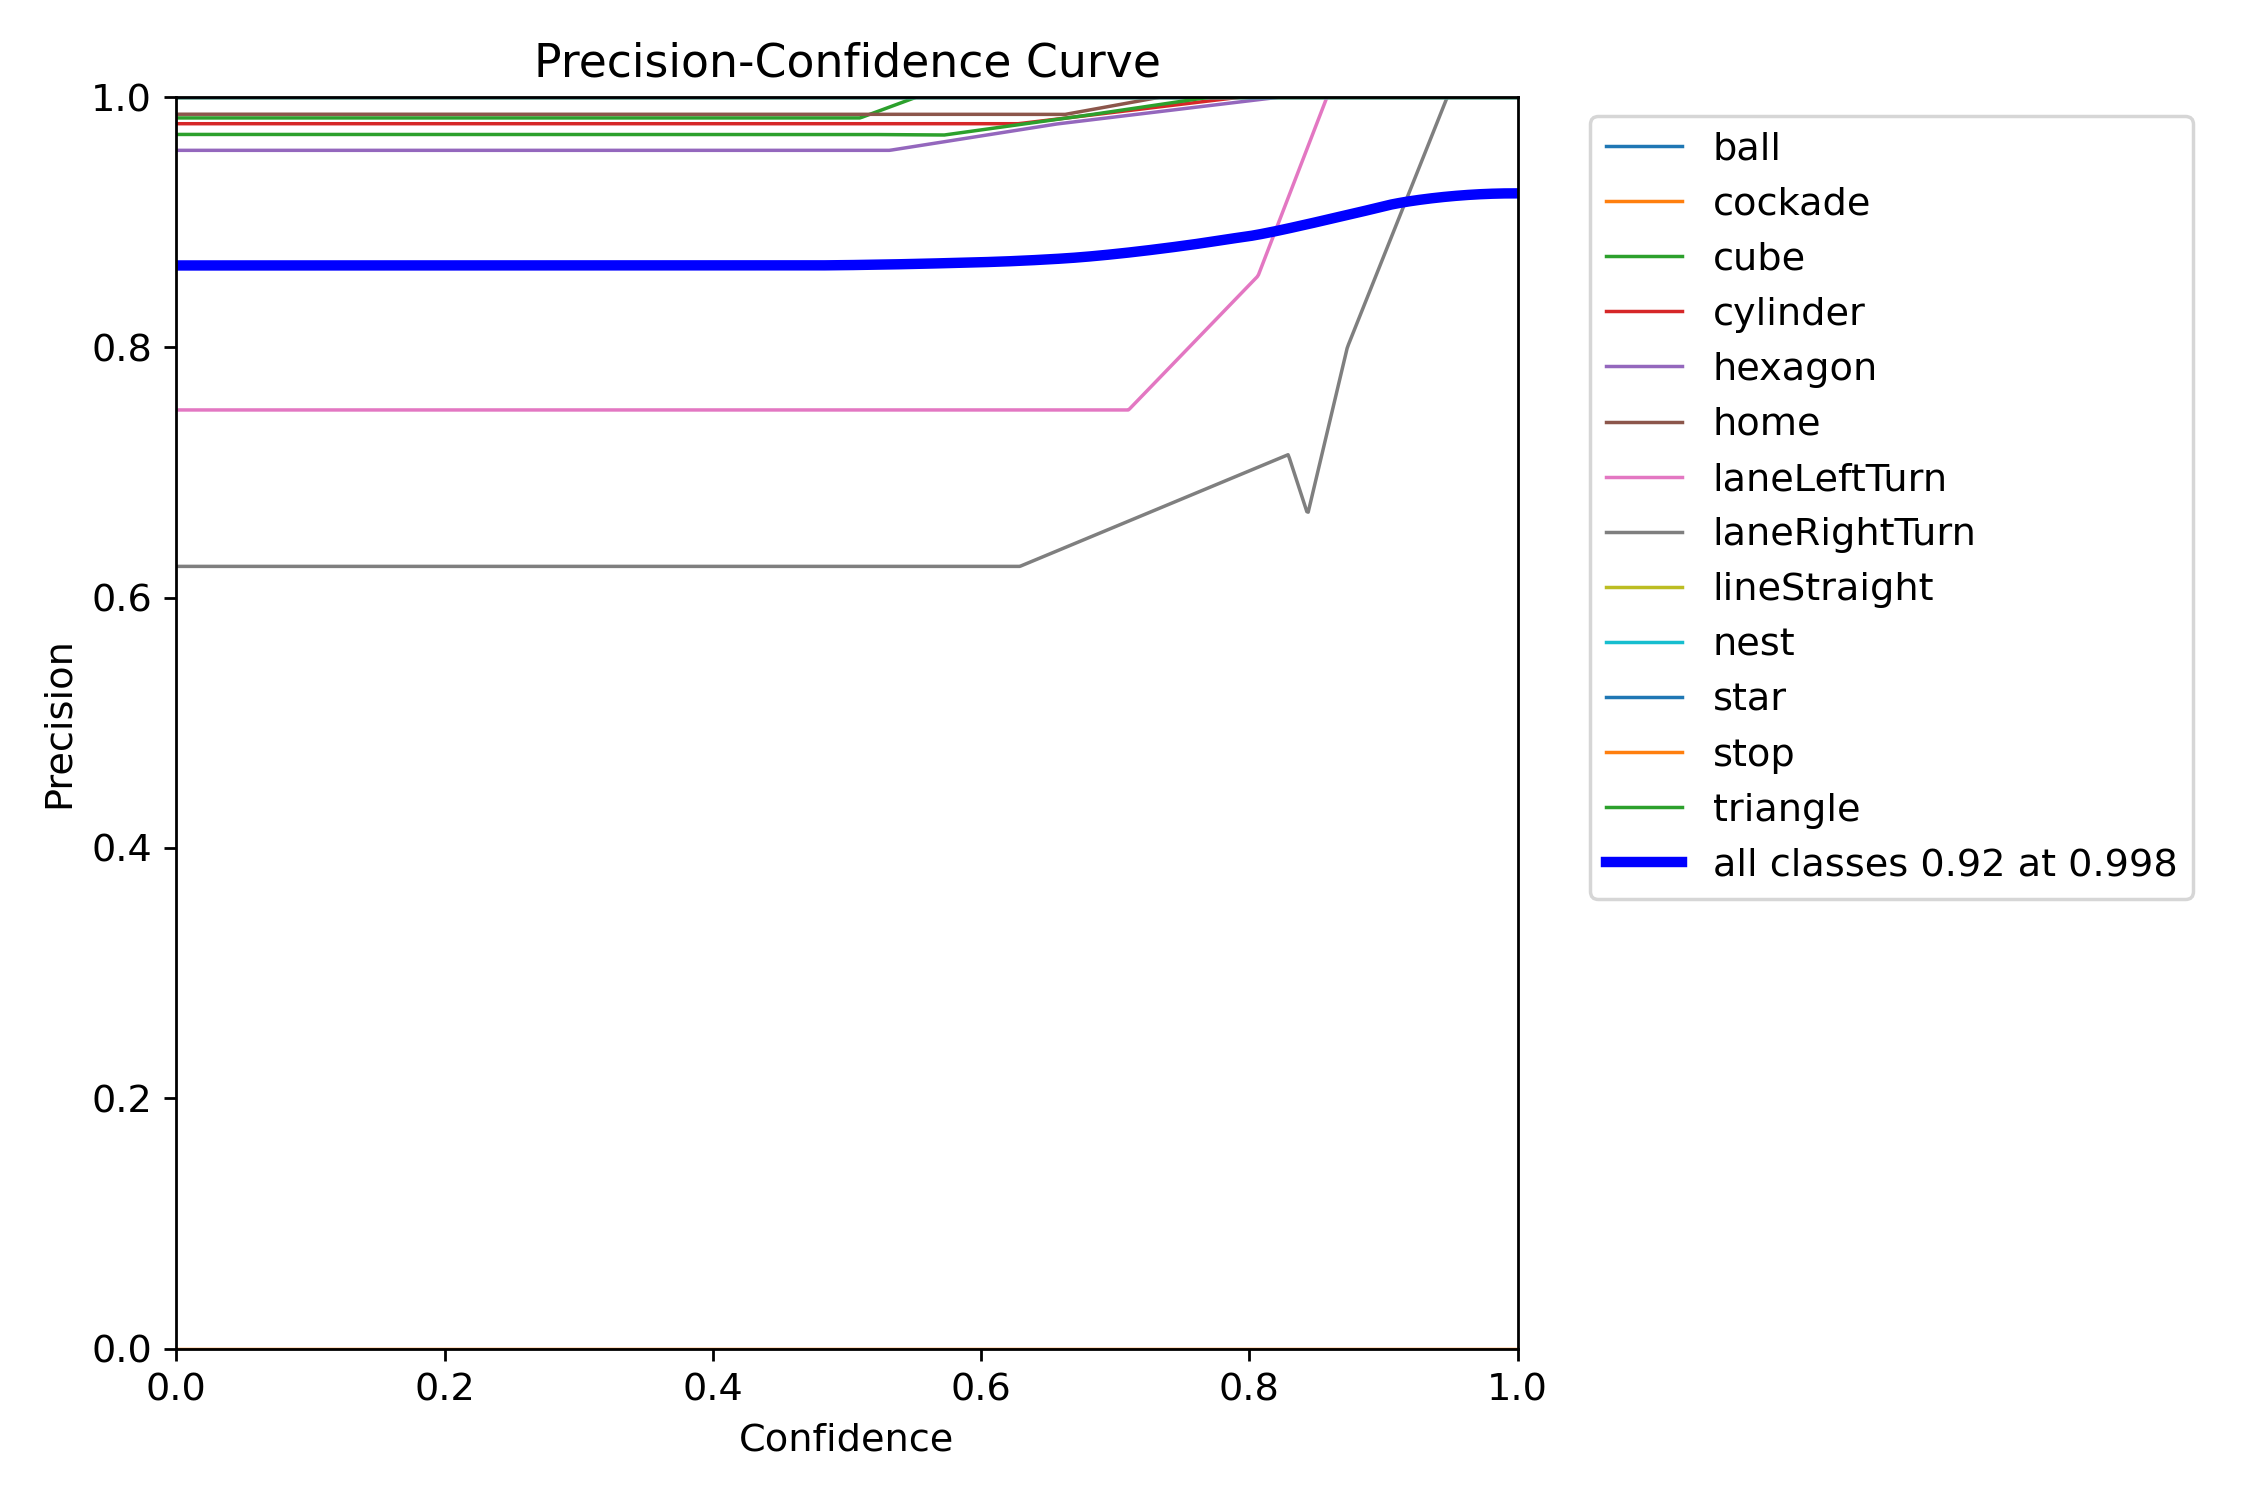 Precision-Confidence Curve
1.0
0.8
0.6
0.4
0.2
0.0
Precision
0.0 0.2 0.4 0.6 0.8 1.0
Confidence
ball
cockade
cube
cylinder
hexagon
home
laneLeftTurn
laneRightTurn
lineStraight
nest
star
stop
triangle
all classes 0.92 at 0.998